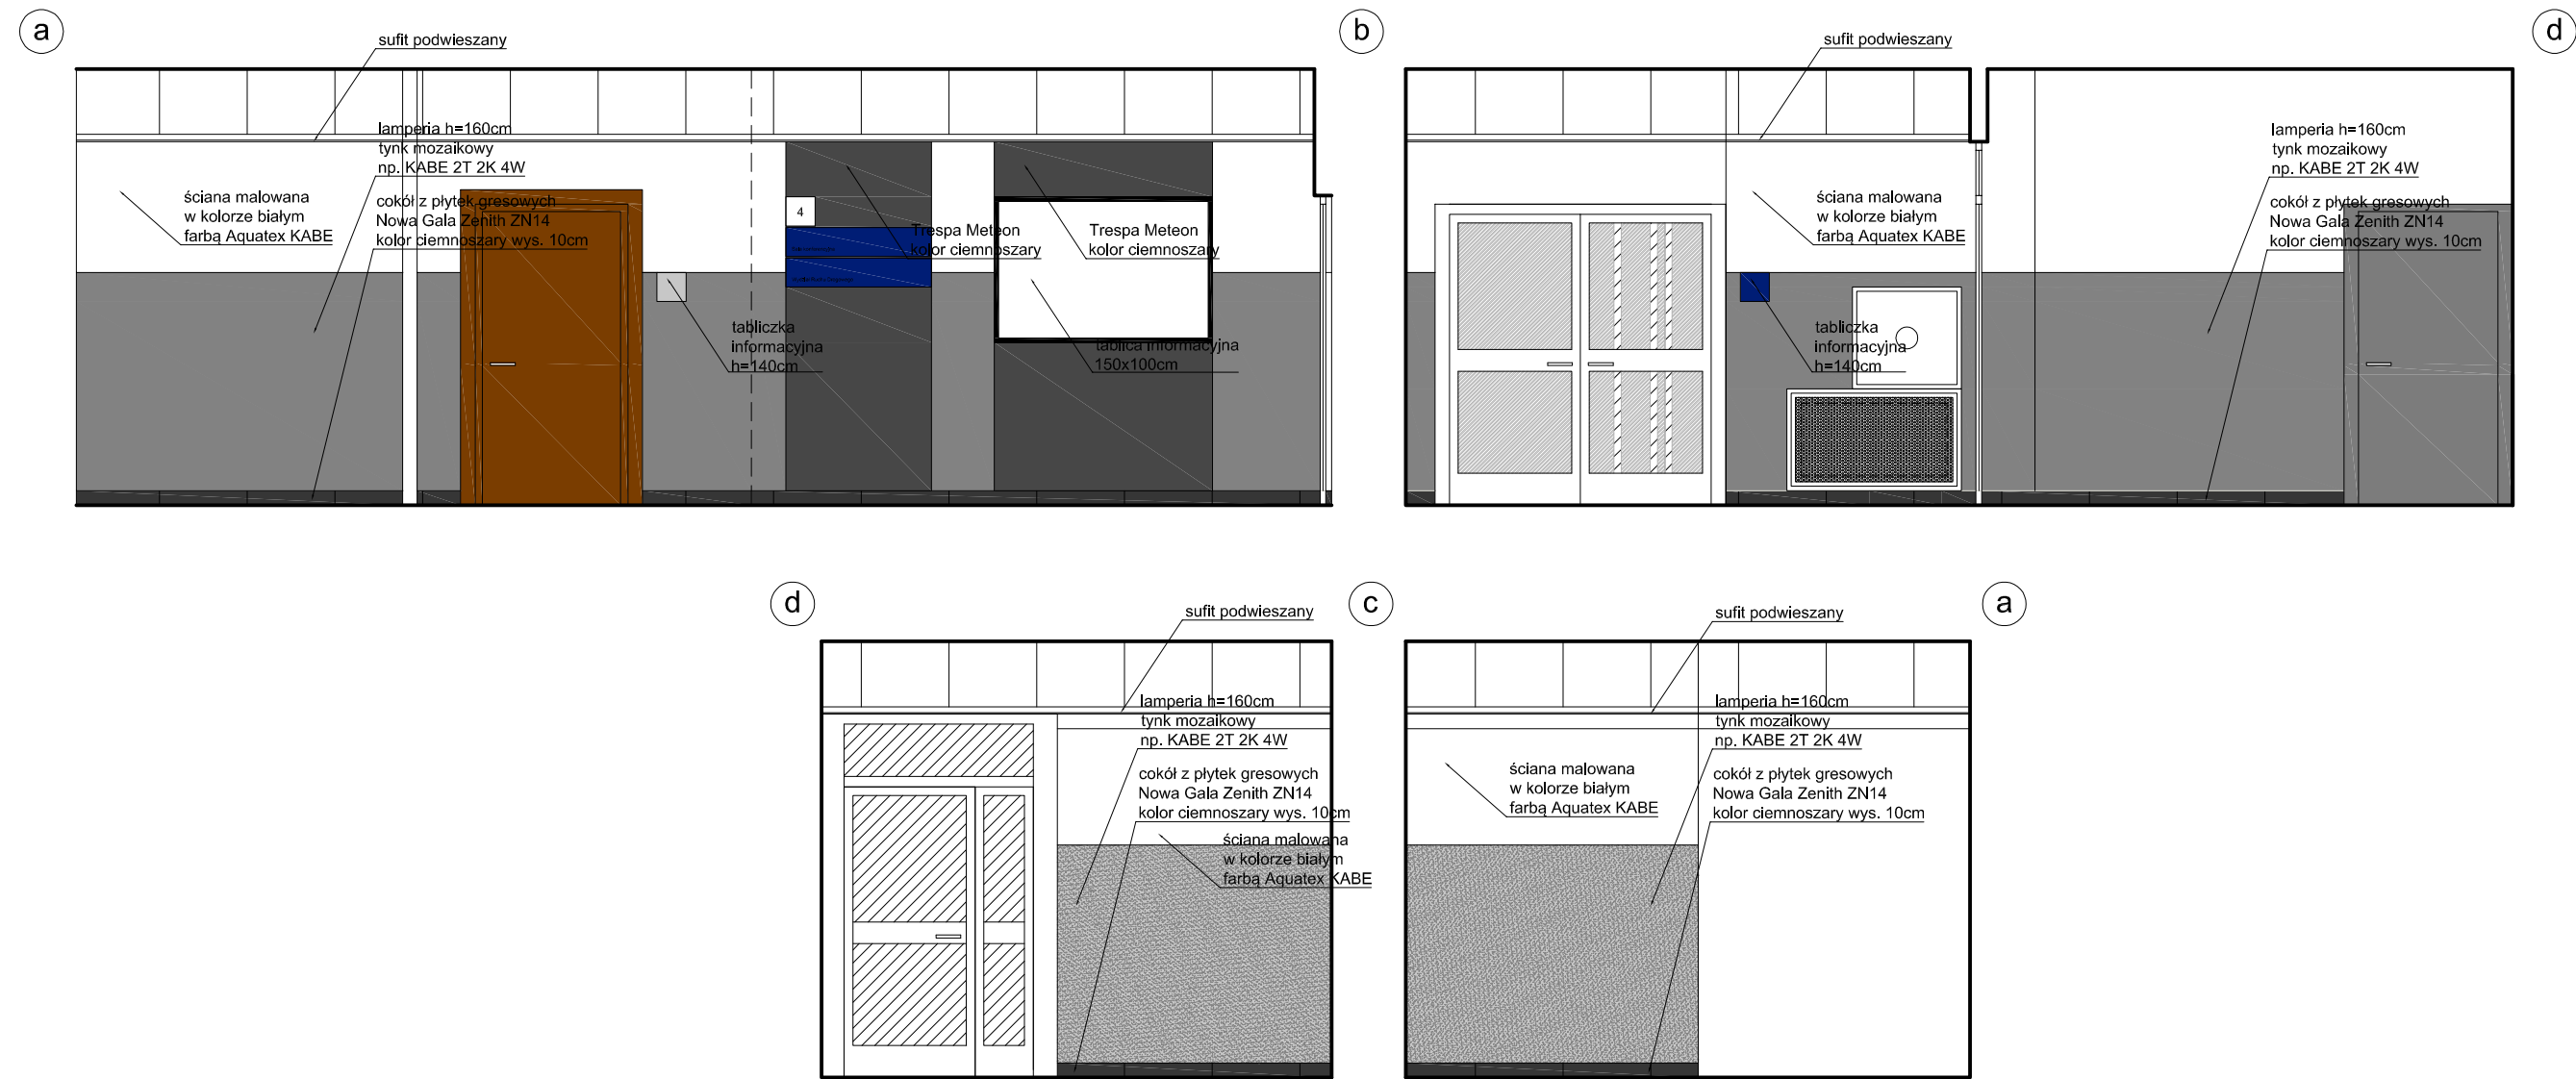 a
sufit podwieszany
lamperia h=160cm
tynk mozaikowy
np. KABE 2T 2K 4W
ściana malowana
w kolorze białym
farbą Aquatex KABE
cokół z płytek gresowych
Nowa Gala Zenith ZN14
kolor ciemnoszary wys. 10cm
4
Trespa Meteon
kolor ciemnoszary
Trespa Meteon
kolor ciemnoszary
tabliczka
informacyjna
h=140cm
tablica informacyjna
150x100cm
b
sufit podwieszany
ściana malowana
w kolorze białym
farbą Aquatex KABE
tabliczka
informacyjna
h=140cm
d
lamperia h=160cm
tynk mozaikowy
np. KABE 2T 2K 4W
cokół z płytek gresowych
Nowa Gala Zenith ZN14
kolor ciemnoszary wys. 10cm
d
sufit podwieszany
lamperia h=160cm
tynk mozaikowy
np. KABE 2T 2K 4W
cokół z płytek gresowych
Nowa Gala Zenith ZN14
kolor ciemnoszary wys. 10cm
ściana malowana
w kolorze białym
farbą Aquatex KABE
c
sufit podwieszany
lamperia h=160cm
tynk mozaikowy
np. KABE 2T 2K 4W
ściana malowana
w kolorze białym
farbą Aquatex KABE
cokół z płytek gresowych
Nowa Gala Zenith ZN14
kolor ciemnoszary wys. 10cm
a